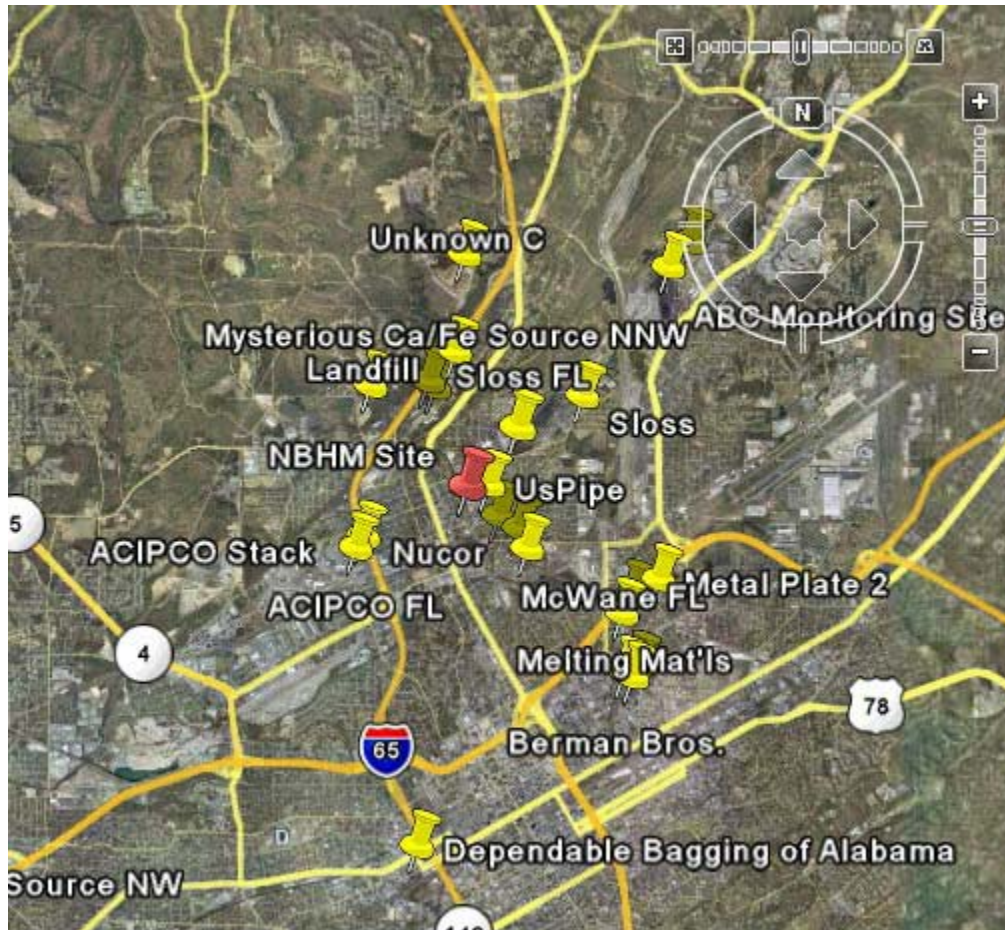 N
Unknown C
ABC Monitoring Site
Mysterious Ca/Fe Source NNW
Landfill
Sloss FL
Sloss
NBHM Site
UsPipe
5
ACIPCO Stack
Nucor
Metal Plate 2
McWane FL
ACIPCO FL
4
Melting Mat'ls
78
Berman Bros.
65
D
Dependable Bagging of Alabama
Source NW